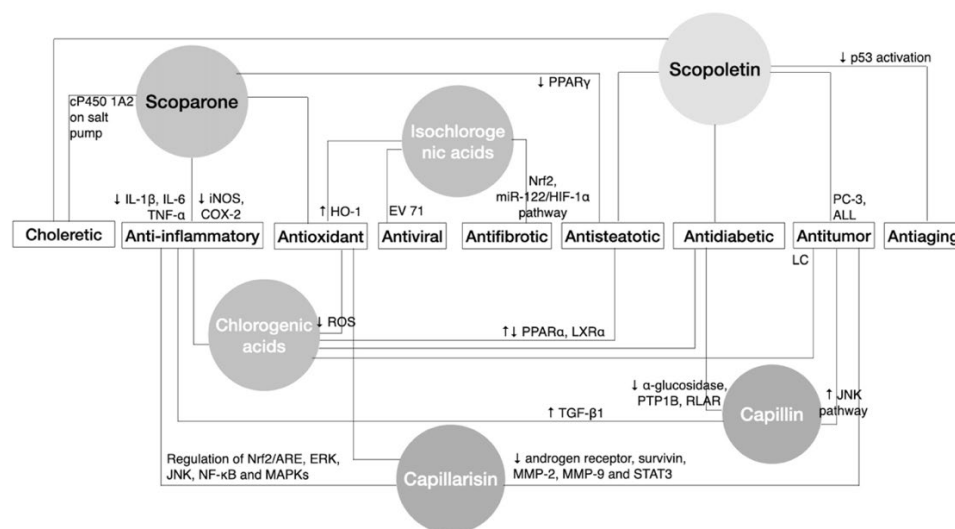 Scopoletin
↓ p53 activation
Scoparone
↓ PPARγ
cP450 1A2
on salt
pump
Isochloroge
nic acids
↓ IL-1β, IL-6
TNF-α
↓ iNOS,
COX-2
↑ HO-1
EV 71
Nrf2,
miR-122/HIF-1α
pathway
PC-3,
ALL
Choleretic
Anti-inflammatory
Antioxidant
Antiviral
Antifibrotic
Antisteatotic
Antidiabetic
Antitumor
Antiaging
LC
Chlorogenic
acids
↓ ROS
↑↓ PPARα, LXRα
↓ α-glucosidase,
PTP1B, RLAR
Capillin
↑ JNK
pathway
↑ TGF-β1
Regulation of Nrf2/ARE, ERK,
JNK, NF-κB and MAPKs
Capillarisin
↓ androgen receptor, survivin,
MMP-2, MMP-9 and STAT3